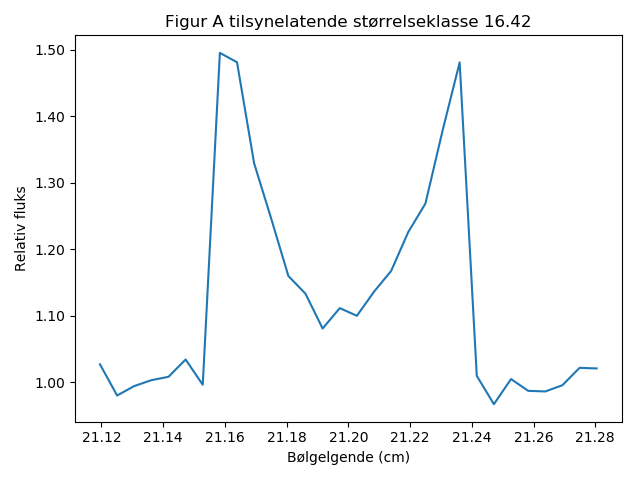 Figur A tilsynelatende størrelseklasse 16.42
1.50
1.40
1.30
1.20
1.10
1.00
Relativ fluks
21.12 21.14 21.16 21.18 21.20 21.22 21.24 21.26 21.28
Bølgelgende (cm)